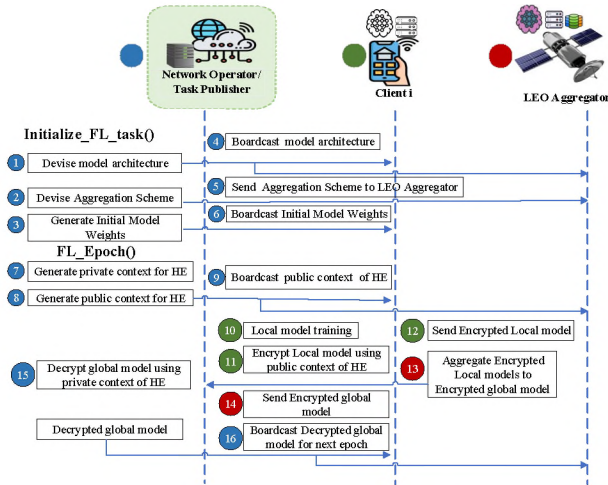 Network Operator/
Task Publisher
Client i
LEO Aggregator
Initialize_FL_task()
4 Boardcast model architecture
1 Devise model architecture
5 Send Aggregation Scheme to LEO Aggregator
2 Devise Aggregation Scheme
6 Boardcast Initial Model Weights
3 Generate Initial Model
Weights
FL_Epoch()
7 Generate private context for HE
9 Boardcast public context of HE
8 Generate public context for HE
10 Local model training
12 Send Encrypted Local model
11 Encrypt Local model using
public context of HE
13 Aggregate Encrypted
Local models to
Encrypted global model
15 Decrypt global model using
private context of HE
14 Send Encrypted global
model
Decrypted global model
16 Boardcast Decrypted global
model for next epoch